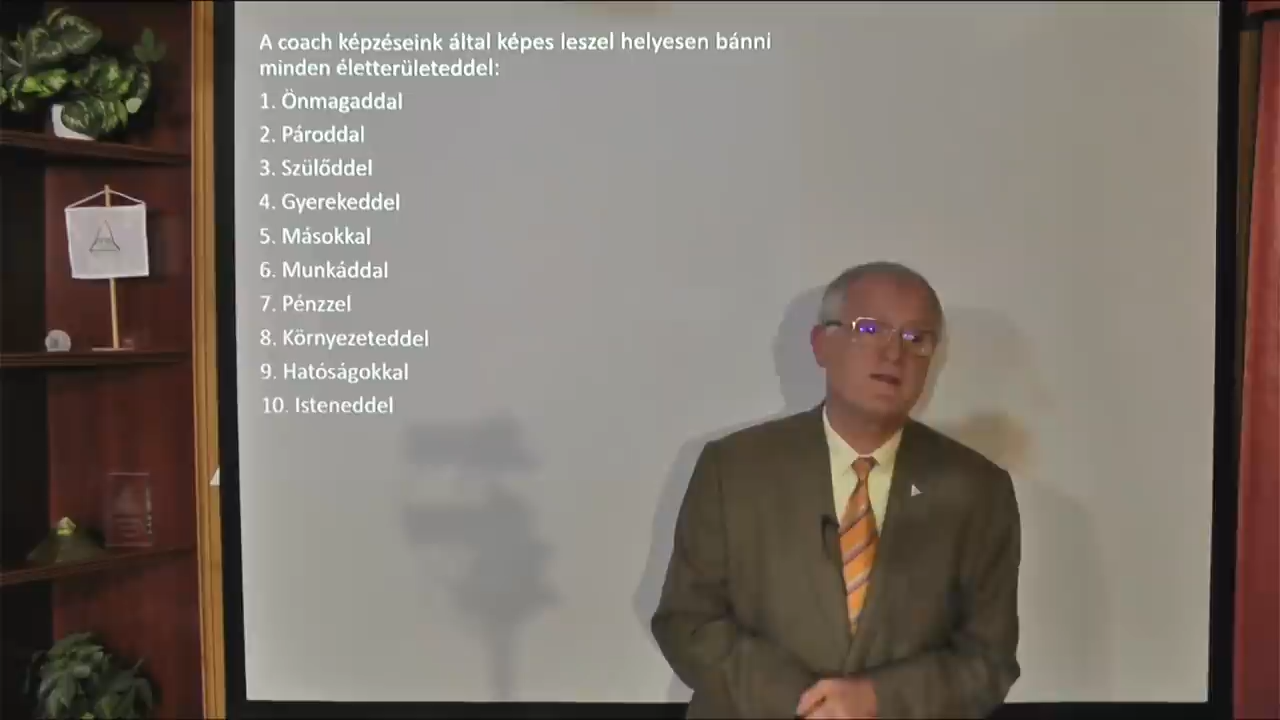 A coach képzéseink által képes leszel helyesen bánni
minden életterületeddel:
1. Önmagaddal
2. Pároddal
3. Szülőddel
4. Gyerekeddel
5. Másokkal
6. Munkáddal
7. Pénzzel
8. Környezeteddel
9. Hatóságokkal
10. Isteneddel